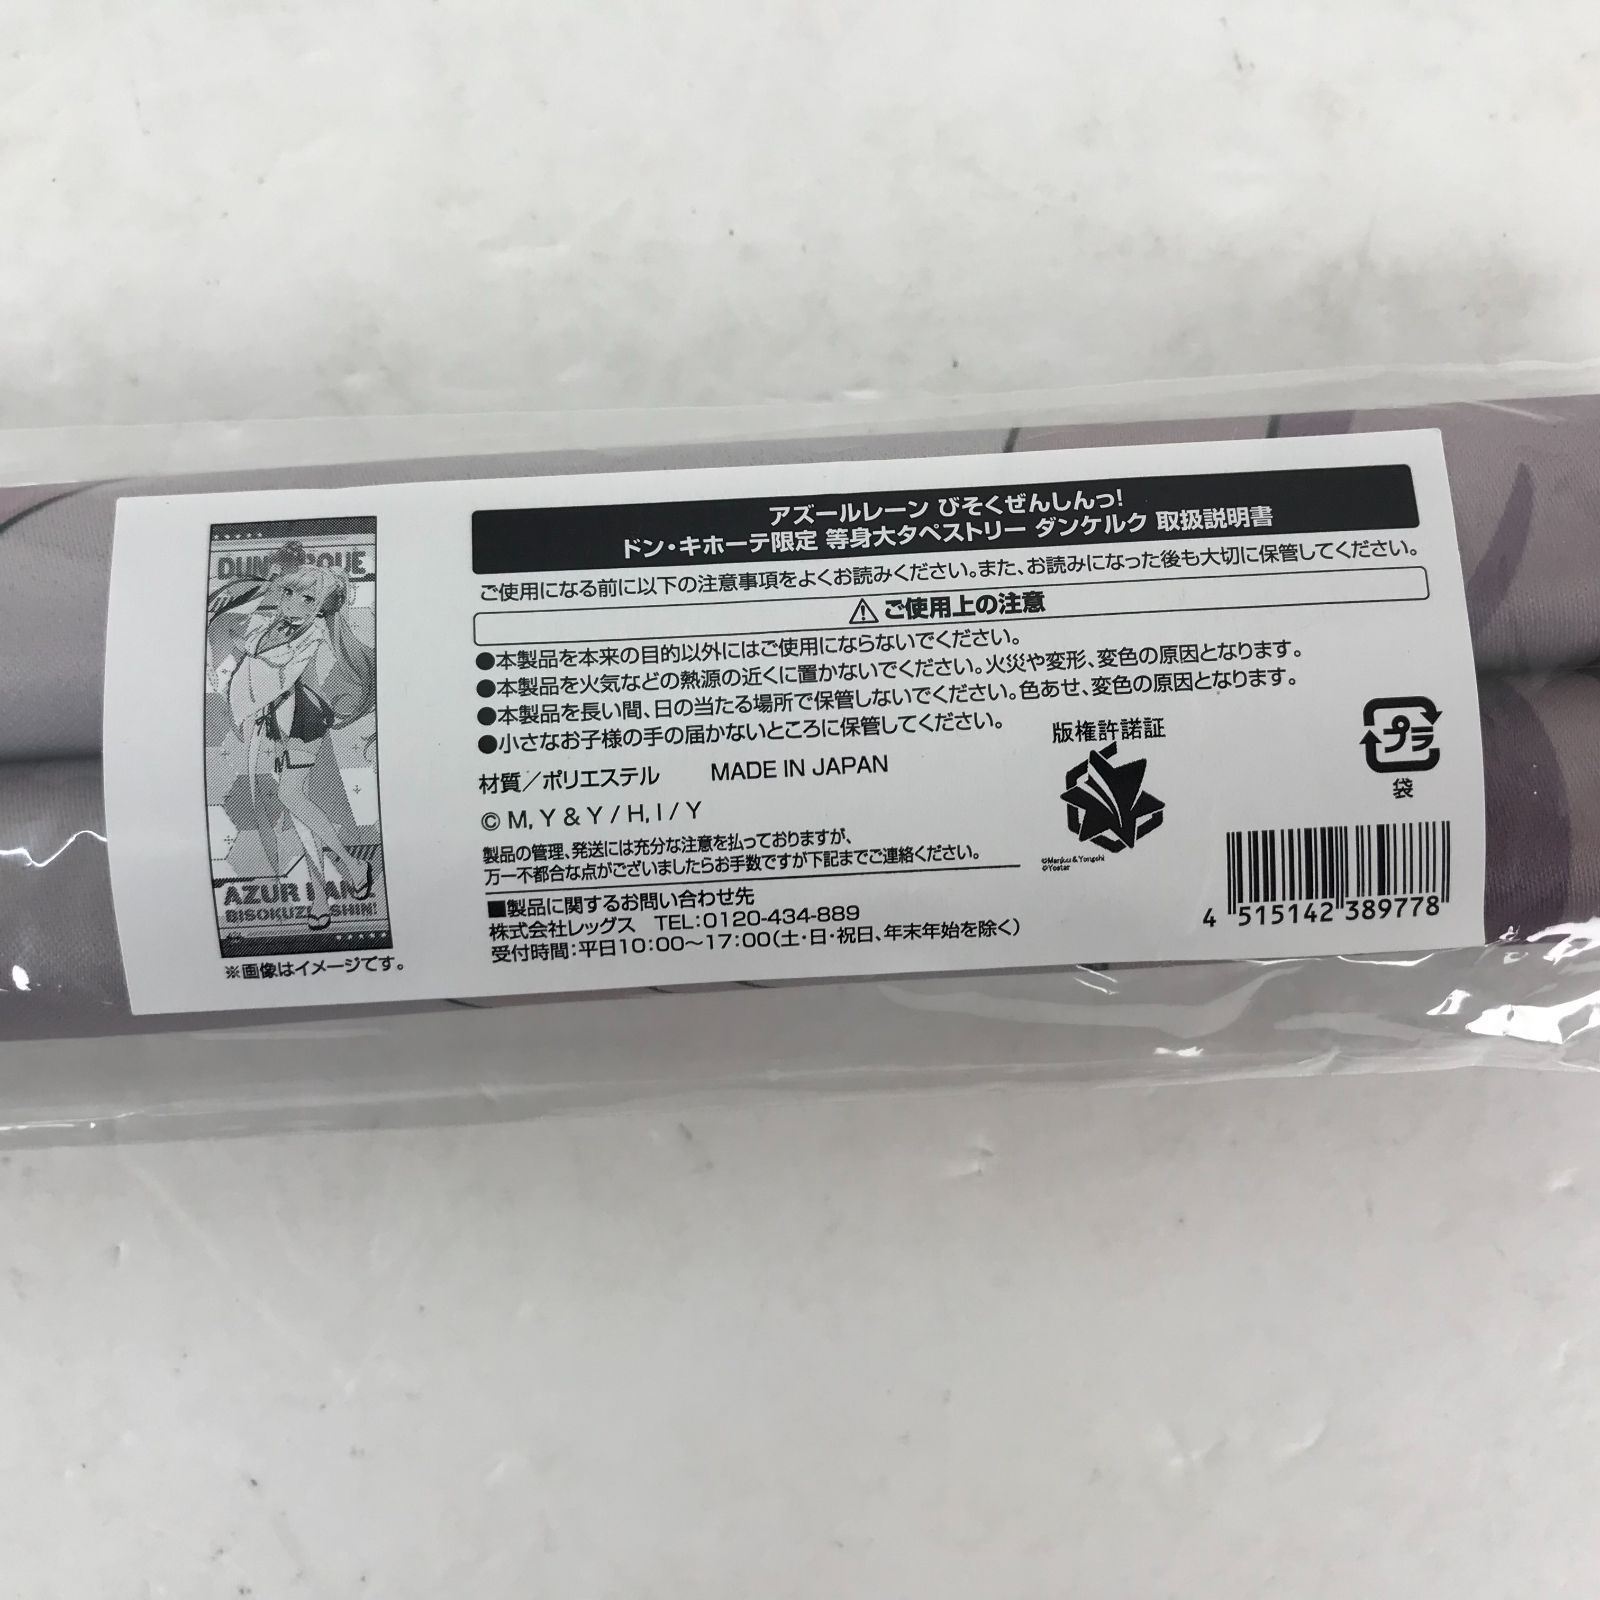 アズールレーン びそくぜんしんっ!
ドン・キホーテ限定 等身大タペストリー ダンケルク 取扱説明書
ご使用になる前に以下の注意事項をよくお読みください。また、お読みになった後も大切に保管してください。
⚠ご使用上の注意
●本製品を本来の目的以外にはご使用にならないでください。
●本製品を火気などの熱源の近くに置かないでください。火災や変形、変色の原因となります。
●本製品を長い間、日の当たる場所で保管しないでください。色あせ、変色の原因となります。
●小さなお子様の手の届かないところに保管してください。
材質/ポリエステル MADE IN JAPAN
© M, Y & Y / H, I / Y
製品の管理、発送には充分な注意を払っておりますが、
万一不都合な点がございましたらお手数ですが下記までご連絡ください。
■製品に関するお問い合わせ先
株式会社レッグス TEL:0120-434-889
受付時間:平日10:00〜17:00(土・日・祝日、年末年始を除く)
版権許諾証
©Manjuu & Yongshi
©Yostar
プラ
袋
4 515142 389778
AZUR LANE
※画像はイメージです。